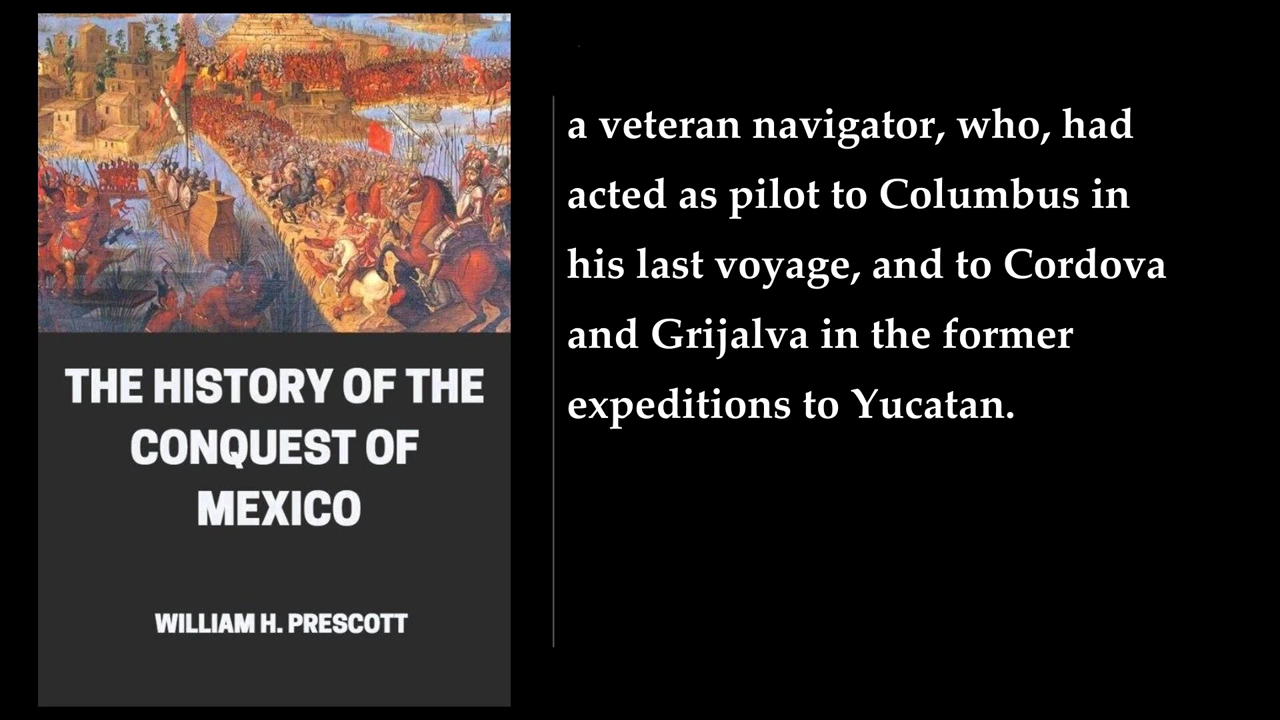 THE HISTORY OF THE
CONQUEST OF
MEXICO
WILLIAM H. PRESCOTT
a veteran navigator, who, had
acted as pilot to Columbus in
his last voyage, and to Cordova
and Grijalva in the former
expeditions to Yucatan.